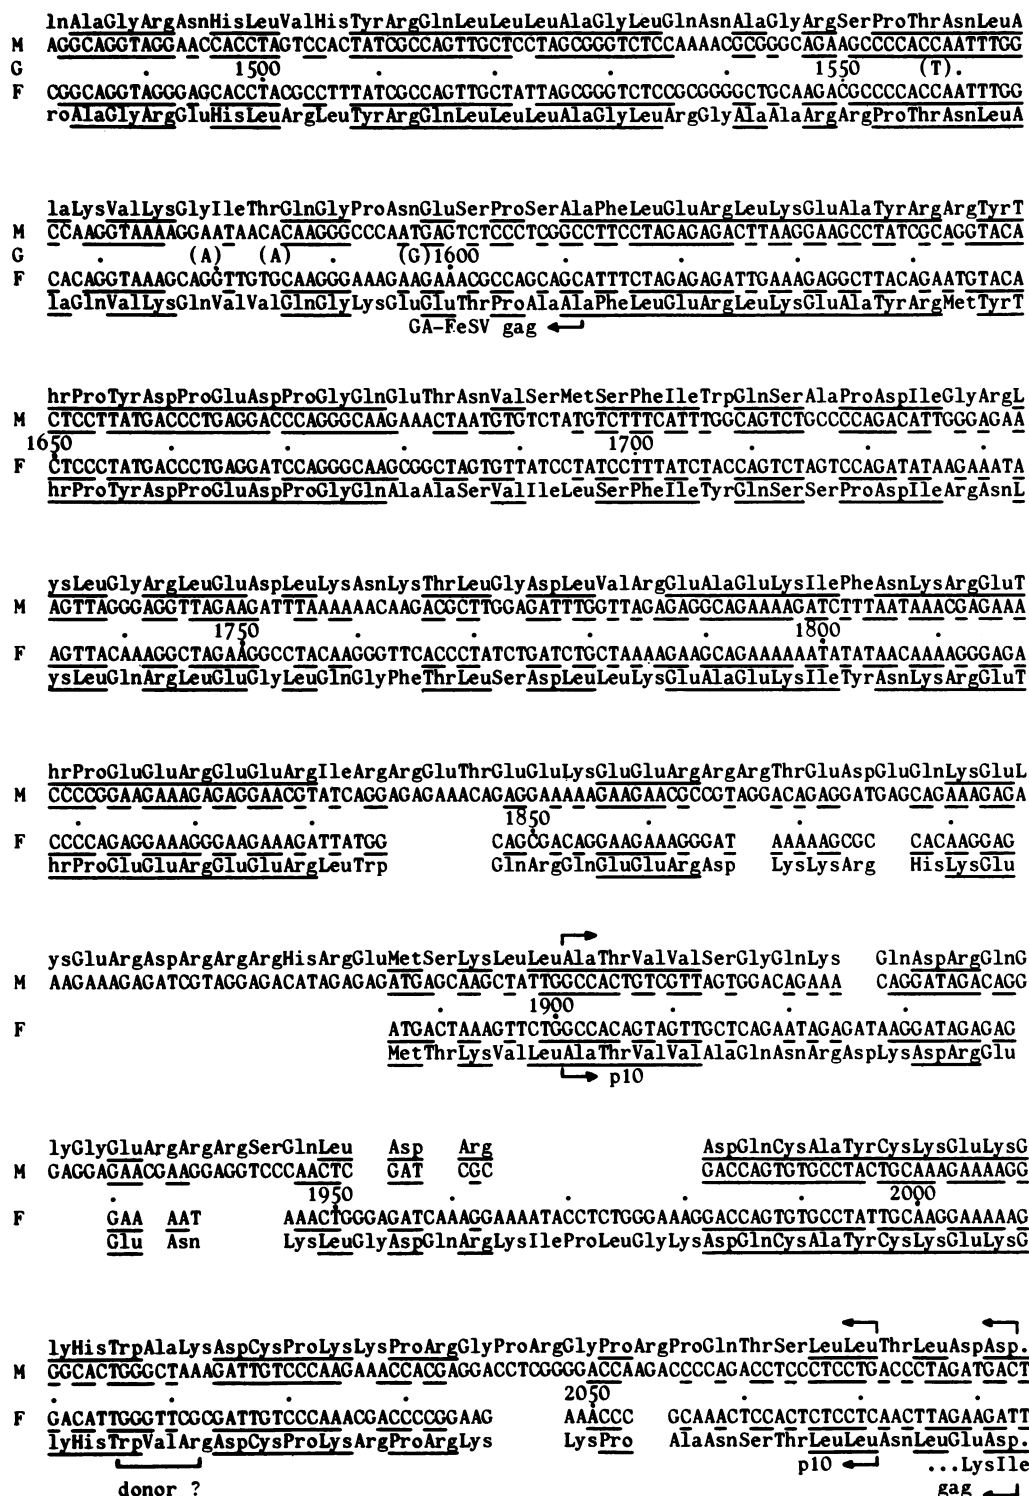 lnAlaGlyArgAsnHisLeuValHisTyrArgGlnLeuLeuLeuAlaGlyLeuGlnAsnAlaGlyArgSerProThrAsnLeuA
M AGGCAGGTAGGAACCACCTAGTCCACTATCGCCAGTTGCTCCTAGCGGGTCTCCAAAACGCGGGCAGAAGCCCCACCAATTTGG
G . 1500 . . . . 1550 (T).
F CGGCAGGTAGGGAGCACCTACGCCTTTATCGCCAGTTGCTATTAGCGGGTCTCCGCGGGGCTGCAAGACGCCCCACCAATTTGG
roAlaGlyArgGluHisLeuArgLeuTyrArgGlnLeuLeuLeuAlaGlyLeuArgGlyAlaAlaArgArgProThrAsnLeuA
laLysValLysGlyIleThrGlnGlyProAsnGluSerProSerAlaPheLeuGluArgLeuLysGluAlaTyrArgArgTyrT
M CCAAGGTAAAAGGAATAACACAAGGGCCCAATGAGTCTCCCTCGGCCTTCCTAGAGAGACTTAAGGAAGCCTATCGCAGGTACA
G . (A) (A) . (G)1600 . . . .
F CACAGGTAAAGCAGGTTGTGCAAGGGAAAGAAGAAACGCCAGCAGCATTTCTAGAGAGATTGAAAGAGGCTTACAGAATGTACA
laGlnValLysGlnValValGlnGlyLysGluGluThrProAlaAlaPheLeuGluArgLeuLysGluAlaTyrArgMetTyrT
GA-FeSV gag
hrProTyrAspProGluAspProGlyGlnGluThrAsnValSerMetSerPheIleTrpGlnSerAlaProAspIleGlyArgL
M CTCCTTATGACCCTGAGGACCCAGGGCAAGAAACTAATGTGTCTATGTCTTTCATTTGGCAGTCTGCCCCAGACATTGGGAGAA
1650 . . . . 1700 . . .
F CTCCCTATGACCCTGAGGATCCAGGGCAAGCGGCTAGTGTTATCCTATCCTTTATCTACCAGTCTAGTCCAGATATAAGAAATA
hrProTyrAspProGluAspProGlyGlnAlaAlaSerValIleLeuSerPheIleTyrGlnSerSerProAspIleArgAsnL
ysLeuGlyArgLeuGluAspLeuLysAsnLysThrLeuGlyAspLeuValArgGluAlaGluLysIlePheAsnLysArgGluT
M AGTTAGGGAGGTTAGAAGATTTAAAAAACAAGACGCTTGGAGATTTGGTTAGAGAGGCAGAAAAGATCTTTAATAAACGAGAAA
. 1750 . . . . 1800 .
F AGTTACAAAGGCTAGAAGGCCTACAAGGGTTCACCCTATCTGATCTGCTAAAAGAAGCAGAAAAAATATATAACAAAAGGGAGA
ysLeuGlnArgLeuGluGlyLeuGlnGlyPheThrLeuSerAspLeuLeuLysGluAlaGluLysIleTyrAsnLysArgGluT
hrProGluGluArgGluGluArgIleArgArgGluThrGluGluLysGluGluArgArgArgThrGluAspGluGlnLysGluL
M CCCCGGAAGAAAGAGAGGAACGTATCAGGAGAGAAACAGAGGAAAAAGAAGAACGCCGTAGGACAGAGGATGAGCAGAAAGAGA
. . 1850 . . .
F CCCCAGAGGAAAGGGAAGAAAGATTATGG CAGCGACAGGAAGAAAGGGAT AAAAAGCGC CACAAGGAG
hrProGluGluArgGluGluArgLeuTrp GlnArgGlnGluGluArgAsp LysLysArg HisLysGlu
ysGluArgAspArgArgArgHisArgGluMetSerLysLeuLeuAlaThrValValSerGlyGlnLys GlnAspArgGlnG
M AAGAAAGAGATCGTAGGAGACATAGAGAGATGAGCAAGCTATTGGCCACTGTCGTTAGTGGACAGAAA CAGGATAGACAGG
. 1900 . . .
F ATGACTAAAGTTCTGGCCACAGTAGTTGCTCAGAATAGAGATAAGGATAGAGAG
MetThrLysValLeuAlaThrValValAlaGlnAsnArgAspLysAspArgGlu
p10
lyGlyGluArgArgArgSerGlnLeu Asp Arg AspGlnCysAlaTyrCysLysGluLysG
M GAGGAGAACGAAGGAGGTCCCAACTC GAT CGC GACCAGTGTGCCTACTGCAAAGAAAAGG
. 1950 . . . . 2000
F GAA AAT AAACTGGGAGATCAAAGGAAAATACCTCTGGGAAAGGACCAGTGTGCCTATTGCAAGGAAAAAG
Glu Asn LysLeuGlyAspGlnArgLysIleProLeuGlyLysAspGlnCysAlaTyrCysLysGluLysG
lyHisTrpAlaLysAspCysProLysLysProArgGlyProArgGlyProArgProGlnThrSerLeuLeuThrLeuAspAsp.
M GGCACTGGGCTAAAGATTGTCCCAAGAAACCACGAGGACCTCGGGGACCAAGACCCCAGACCTCCCTCCTGACCCTAGATGACT
. . . . 2050 . . .
F GACATTGGGTTCGCGATTGTCCCAAACGACCCCGGAAG AAACCC GCAAACTCCACTCTCCTCAACTTAGAAGATT
lyHisTrpValArgAspCysProLysArgProArgLys LysPro AlaAsnSerThrLeuLeuAsnLeuGluAsp.
p10 ...LysIle
donor ? gag